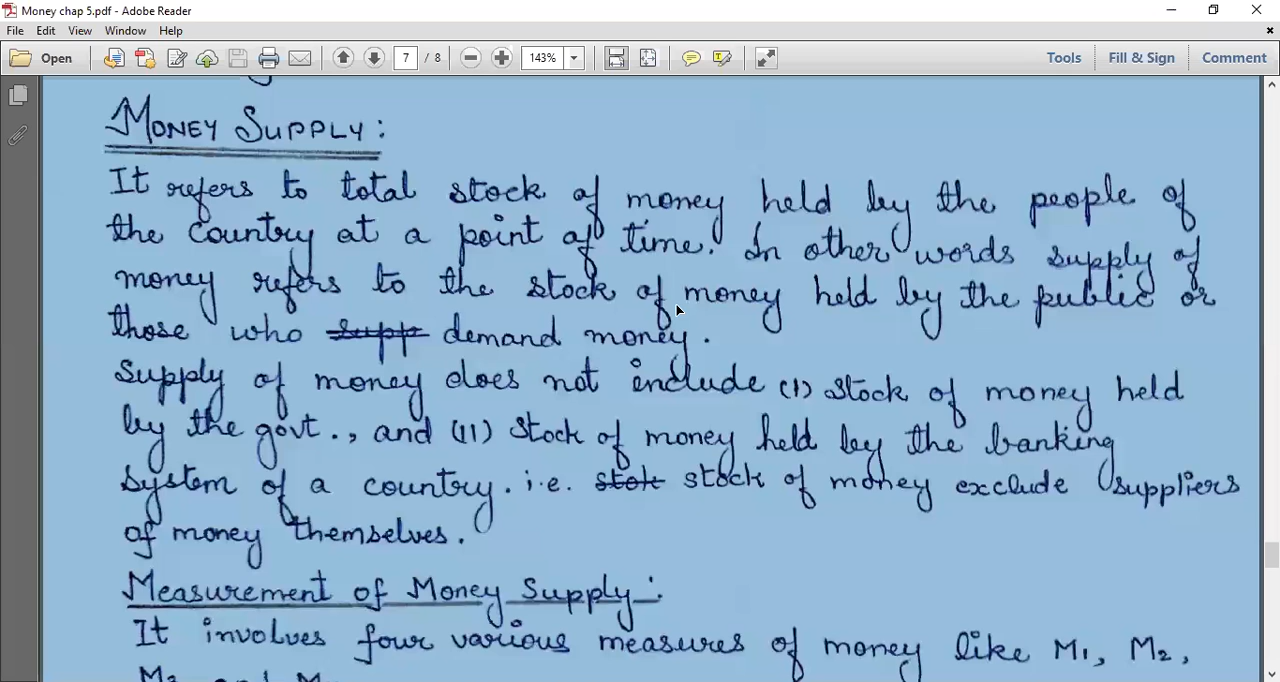 Money chap 5.pdf - Adobe Reader
File Edit View Window Help
Open 7 / 8 143% Tools Fill & Sign Comment
MONEY SUPPLY:
It refers to total stock of money held by the people of
the country at a point of time. In other words supply of
money refers to the stock of money held by the public or
those who supp demand money.
Supply of money does not include (I) stock of money held
by the govt., and (II) stock of money held by the banking
system of a country. i.e. stok stock of money exclude suppliers
of money themselves.
Measurement of Money Supply:
It involves four various measures of money like M1, M2,